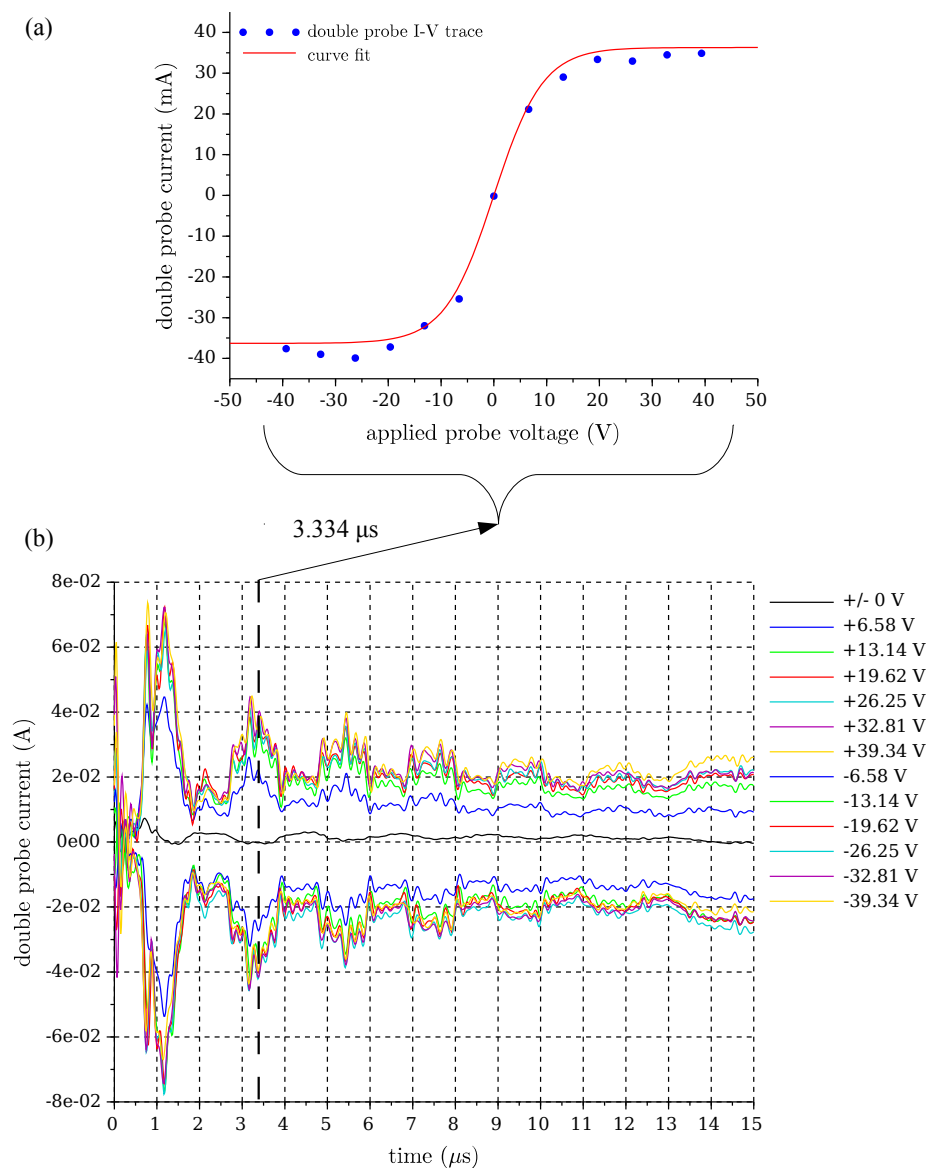 (a)
double probe I-V trace
curve fit
double probe current (mA)
40
30
20
10
0
-10
-20
-30
-40
-50 -40 -30 -20 -10 0 10 20 30 40 50
applied probe voltage (V)
3.334 μs
(b)
double probe current (A)
8e-02
6e-02
4e-02
2e-02
0e00
-2e-02
-4e-02
-6e-02
-8e-02
0 1 2 3 4 5 6 7 8 9 10 11 12 13 14 15
time (μs)
+/- 0 V
+6.58 V
+13.14 V
+19.62 V
+26.25 V
+32.81 V
+39.34 V
-6.58 V
-13.14 V
-19.62 V
-26.25 V
-32.81 V
-39.34 V